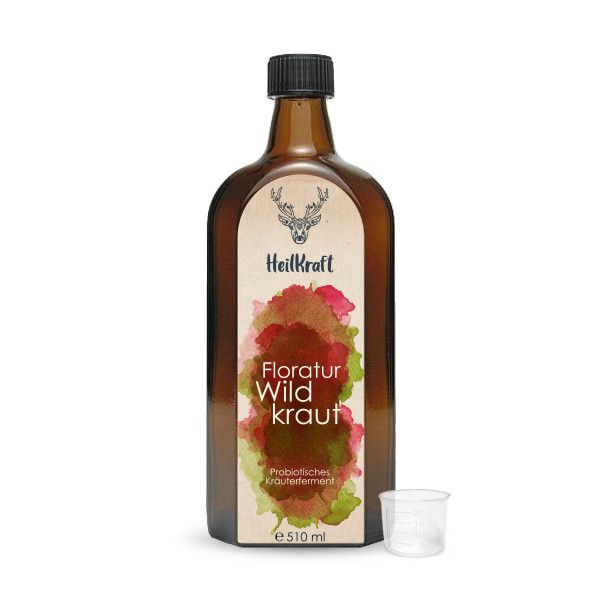 HeilKraft
Floratur
Wild
kraut
Probiotisches
Kräuterferment
℮ 510 ml